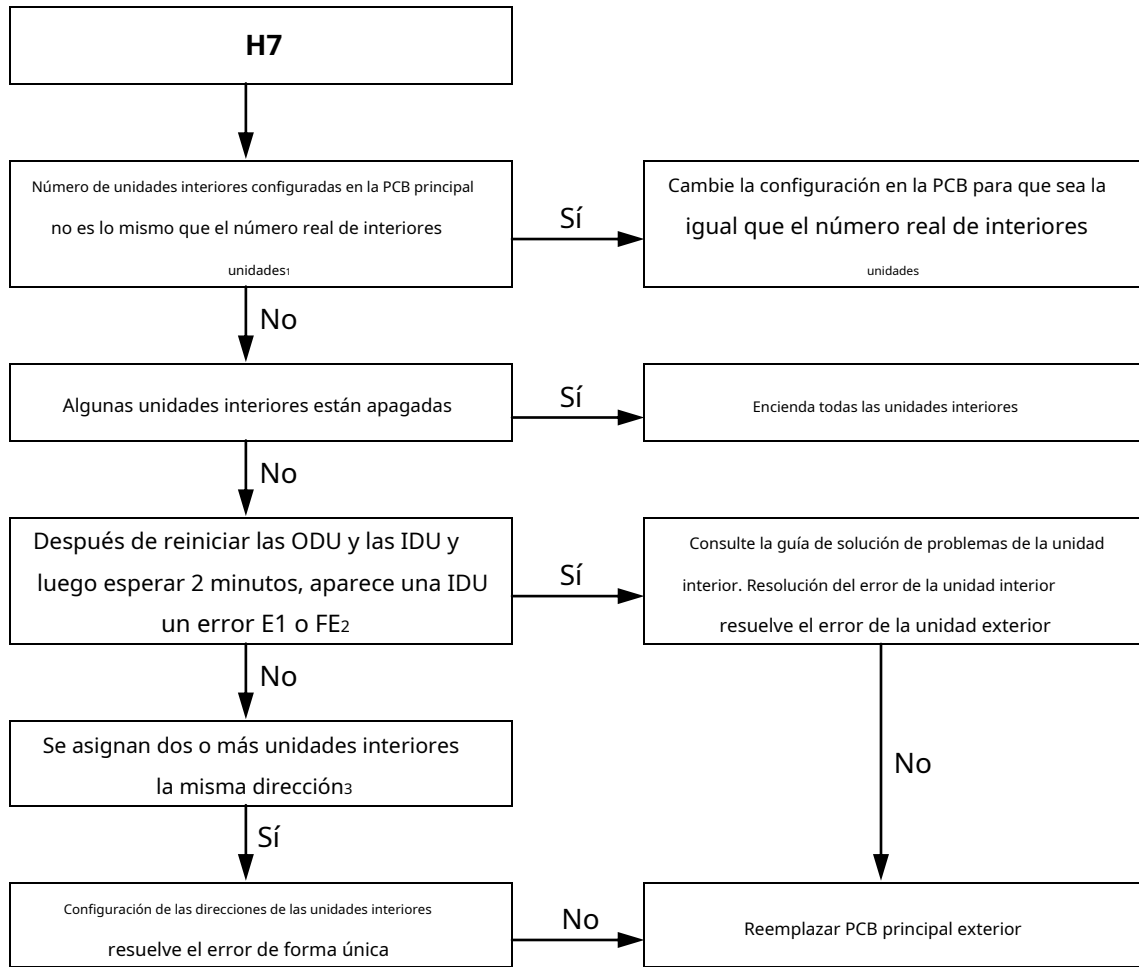 H7
Número de unidades interiores configuradas en la PCB principal
no es lo mismo que el número real de interiores
unidades1
Sí
Cambie la configuración en la PCB para que sea la
igual que el número real de interiores
unidades
No
Algunas unidades interiores están apagadas
Sí
Encienda todas las unidades interiores
No
Después de reiniciar las ODU y las IDU y
luego esperar 2 minutos, aparece una IDU
un error E1 o FE2
Sí
Consulte la guía de solución de problemas de la unidad
interior. Resolución del error de la unidad interior
resuelve el error de la unidad exterior
No
Se asignan dos o más unidades interiores
la misma dirección3
No
Sí
Configuración de las direcciones de las unidades interiores
resuelve el error de forma única
No
Reemplazar PCB principal exterior